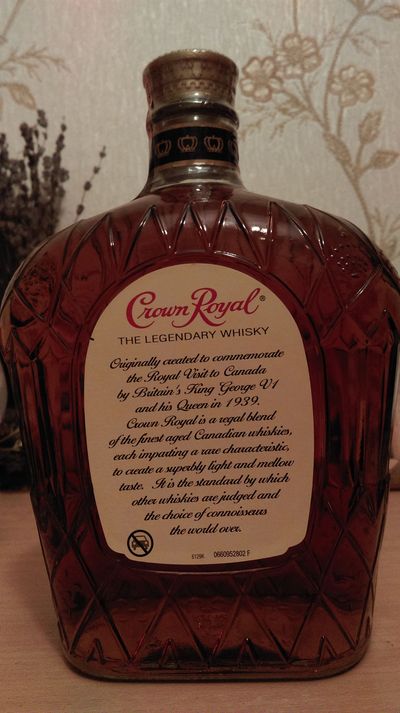 Crown Royal®
THE LEGENDARY WHISKY
Originally created to commemorate
the Royal Visit to Canada
by Britain's King George VI
and his Queen in 1939.
Crown Royal is a regal blend
of the finest aged Canadian whiskies,
each imparting a rare characteristic,
to create a superbly light and mellow
taste. It is the standard by which
other whiskies are judged and
the choice of connoisseurs
the world over.
6129K 0660952802 F